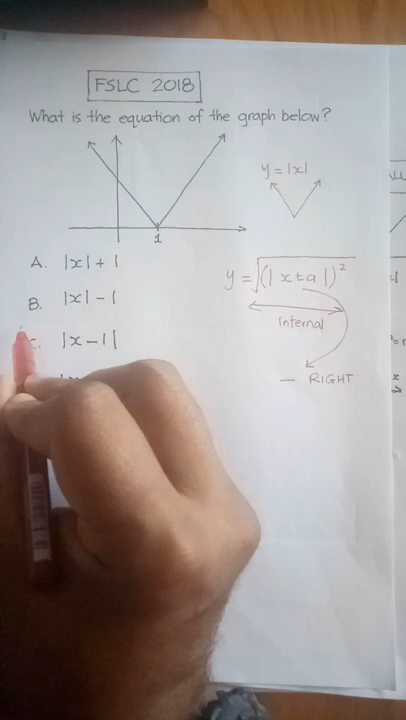 FSLC 2018
What is the equation of the graph below?
y = |x|
1
A. |x| + 1
B. |x| - 1
C. |x - 1|
y = √(|x ± a|)²
Internal
— RIGHT